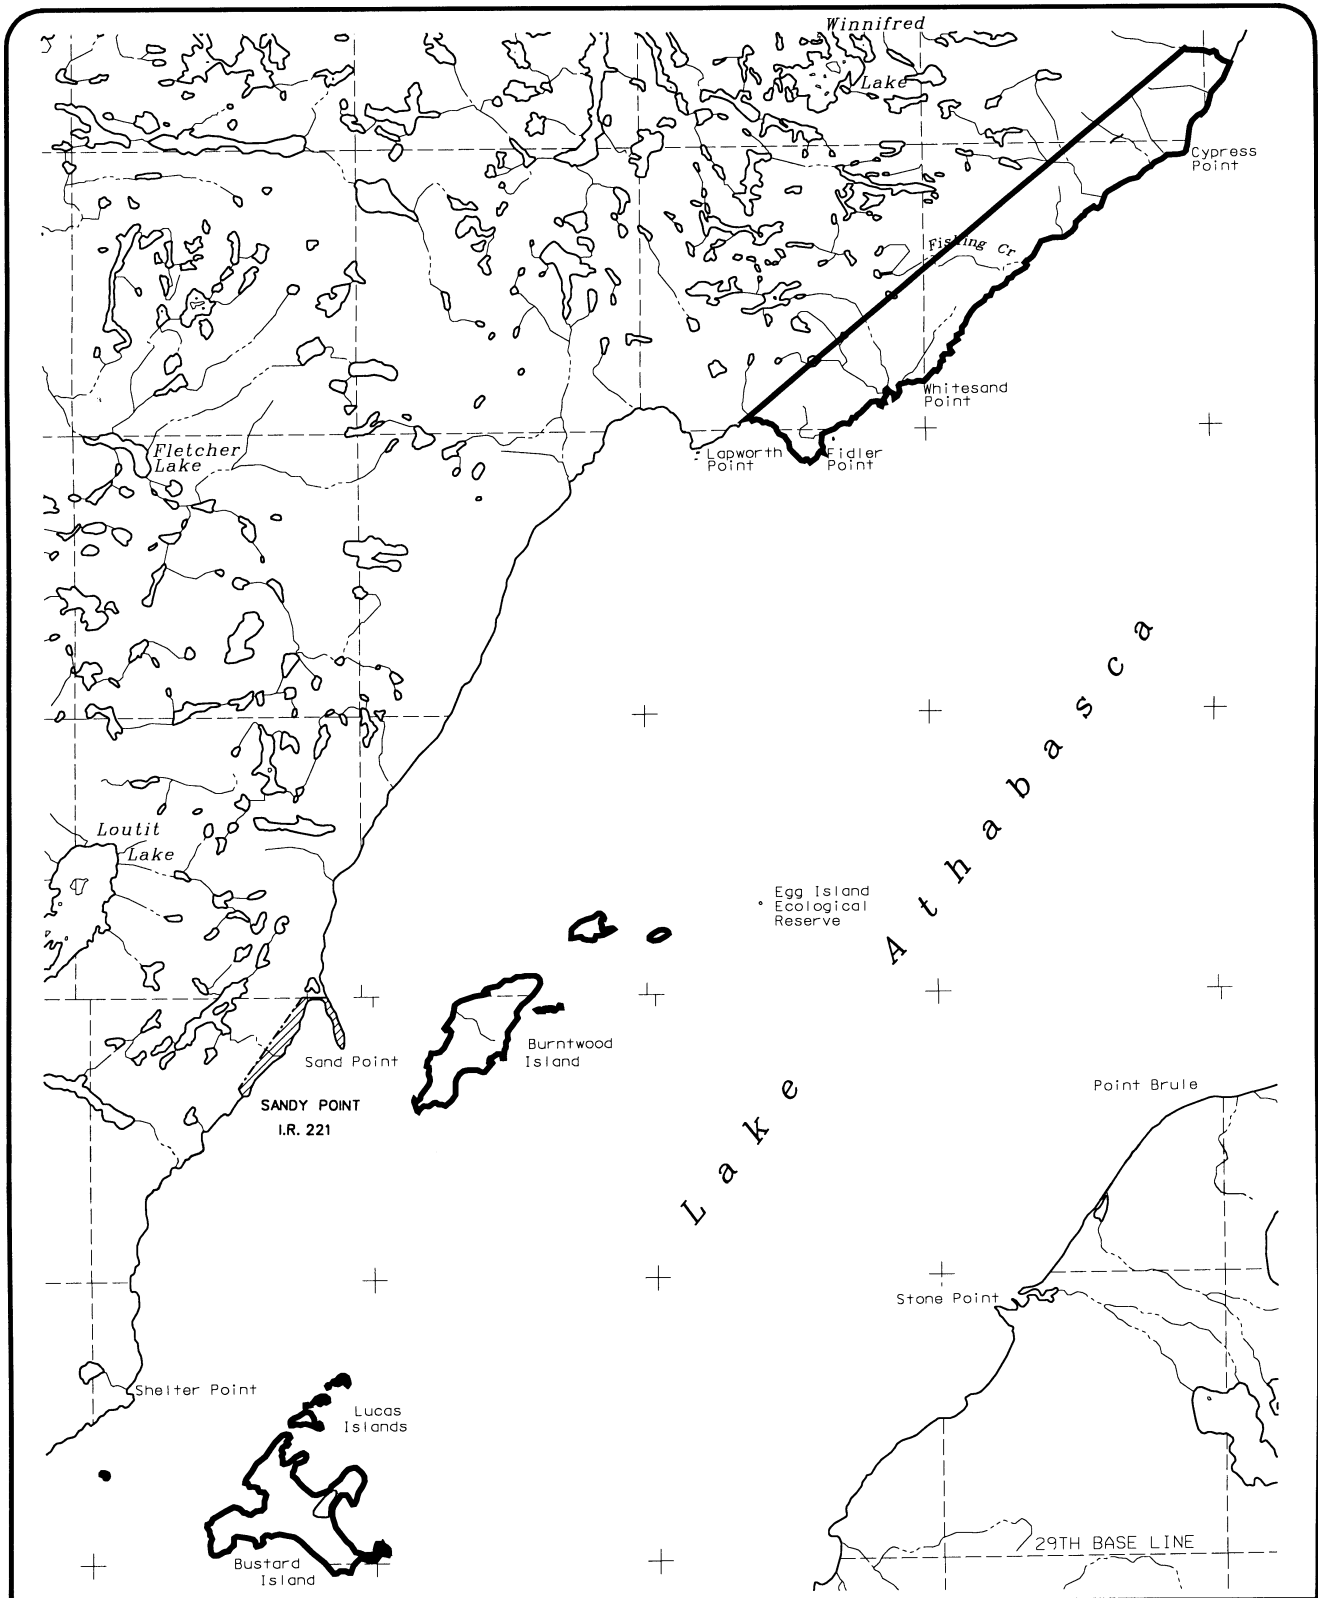 Winnifred
Lake
Cypress
Point
Fishing Cr
Whitesand
Point
Lapworth
Point
Fidler
Point
Fletcher
Lake
Loutit
Lake
Egg Island
Ecological
Reserve
Lake Athabasca
Burntwood
Island
Sand Point
SANDY POINT
I.R. 221
Point Brule
Stone Point
Shelter Point
Lucas
Islands
Bustard
Island
29TH BASE LINE